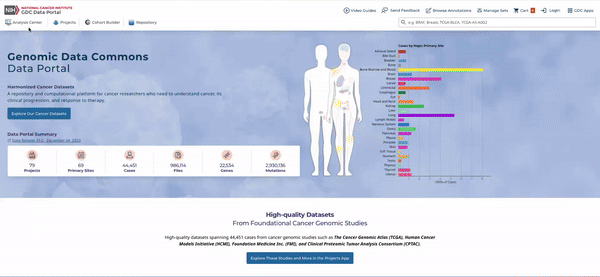 NIH NATIONAL CANCER INSTITUTE
GDC Data Portal
Video Guides Send Feedback Browse Annotations Manage Sets Cart Login GDC Apps
Analysis Center Projects Cohort Builder Repository
e.g. BRAF, Breast, TCGA-BLCA, TCGA-A5-A0G2
Genomic Data Commons
Data Portal
Harmonized Cancer Datasets
A repository and computational platform for cancer researchers who need to understand cancer, its
clinical progression, and response to therapy.
Explore Our Cancer Datasets
Data Portal Summary
79 Projects
69 Primary Sites
44,451 Cases
986,114 Files
22,534 Genes
2,930,136 Mutations
Cases by Major Primary Site
Adrenal Gland
Bile Duct
Bladder
Bone
Bone Marrow and Blood
Brain
Breast
Cervix
Colorectal
Esophagus
Eye
Head and Neck
Kidney
Liver
Lung
Lymph Nodes
Nervous System
Ovary
Pancreas
Pleura
Prostate
Skin
Soft Tissue
Stomach
Testis
Thymus
Thyroid
Uterus
High-quality Datasets
From Foundational Cancer Genomic Studies
High-quality datasets spanning 44,451 cases from cancer genomic studies such as The Cancer Genomic Atlas (TCGA), Human Cancer
Models Initiative (HCMI), Foundation Medicine Inc. (FMI), and Clinical Proteomic Tumor Analysis Consortium (CPTAC).
Explore These Studies and More in the Projects App